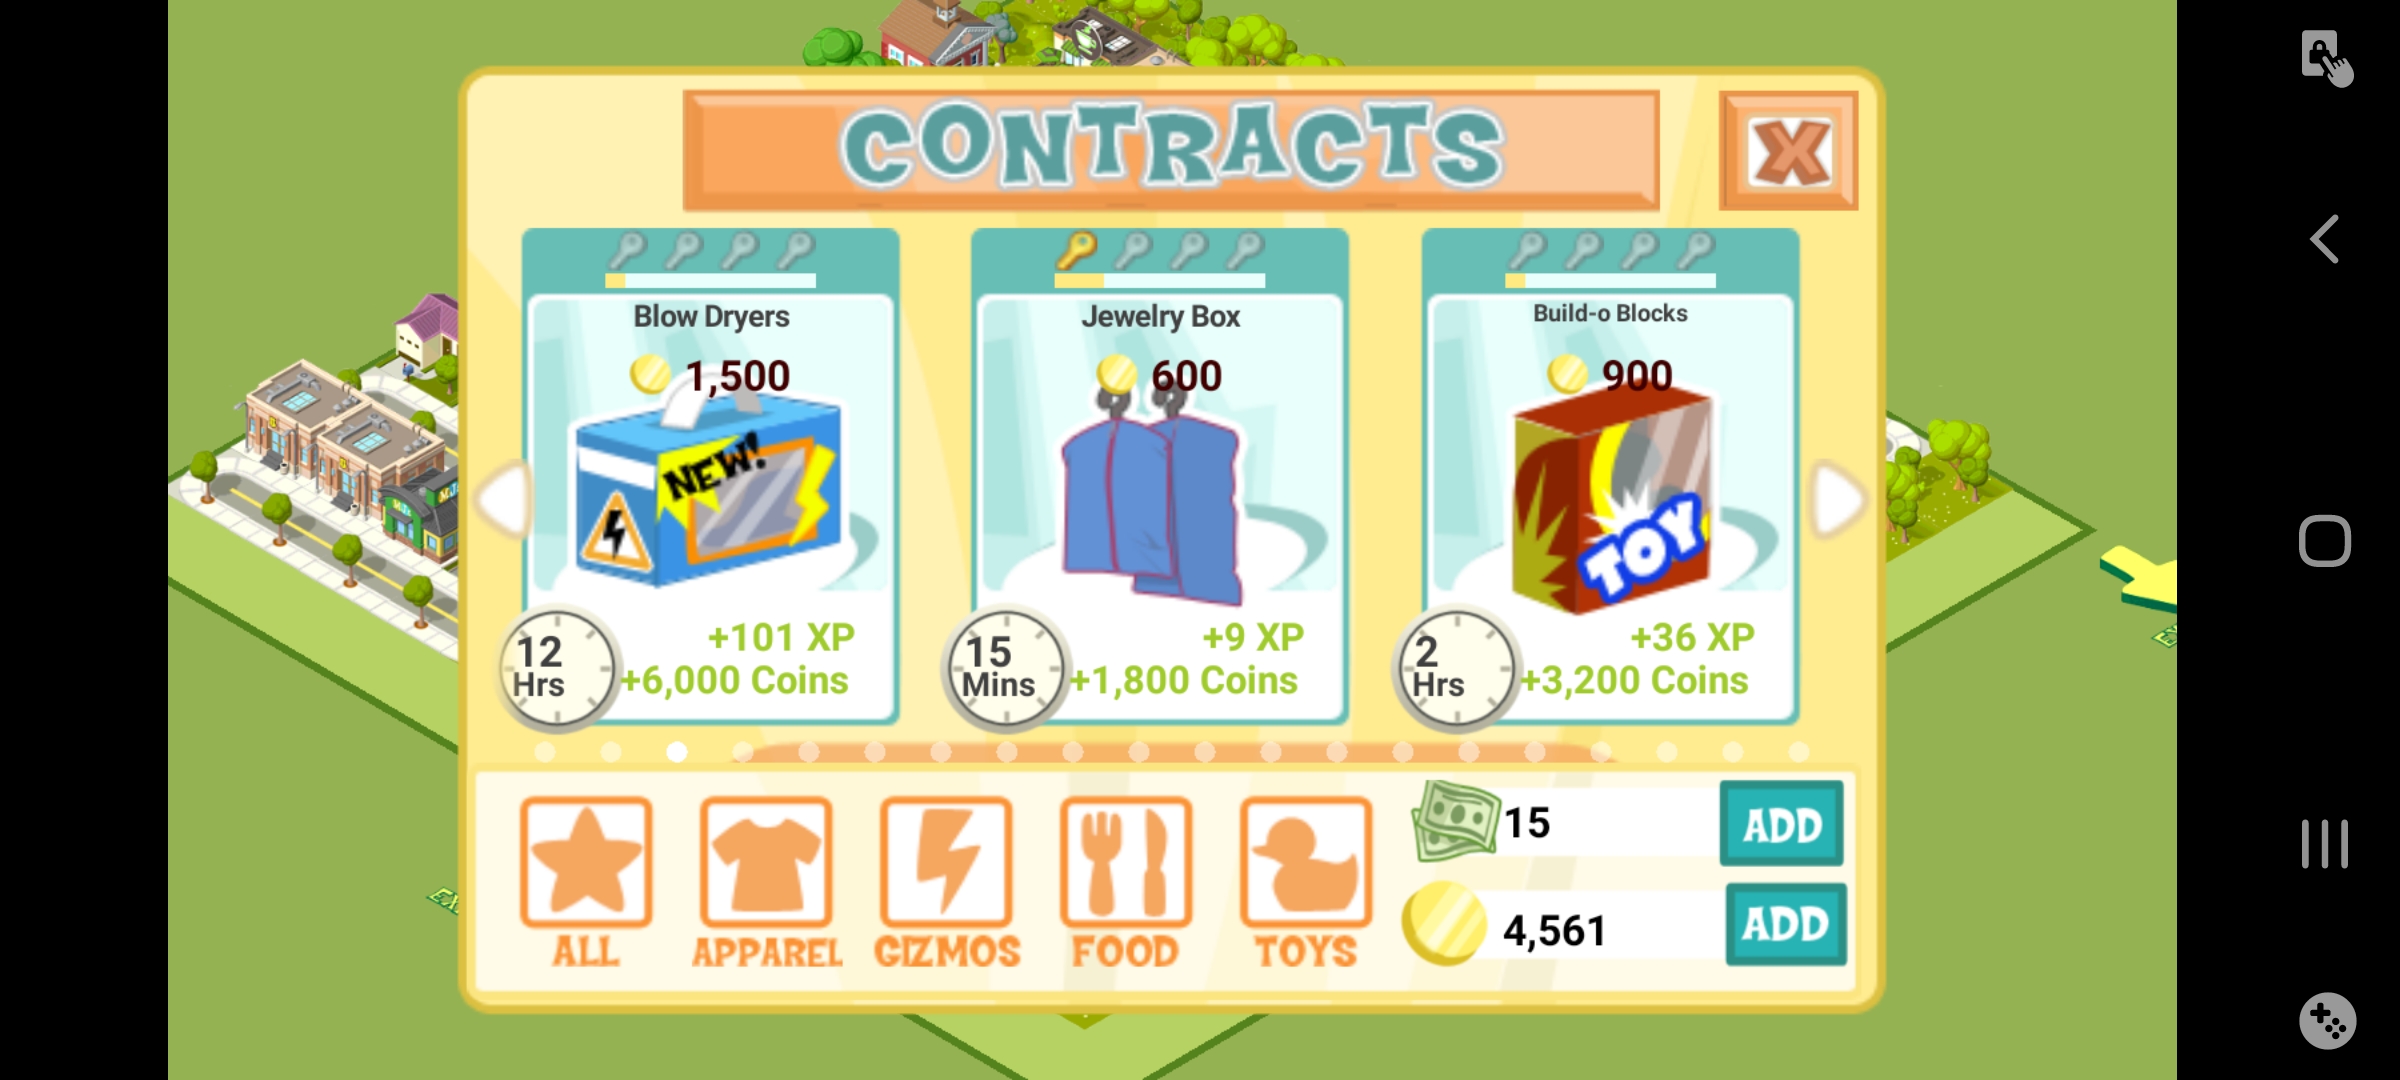 CONTRACTS
X
Blow Dryers
1,500
NEW!
12
Hrs
+101 XP
+6,000 Coins
Jewelry Box
600
15
Mins
+9 XP
+1,800 Coins
Build-o Blocks
900
TOY
2
Hrs
+36 XP
+3,200 Coins
ALL
APPAREL
GIZMOS
FOOD
TOYS
15
ADD
4,561
ADD